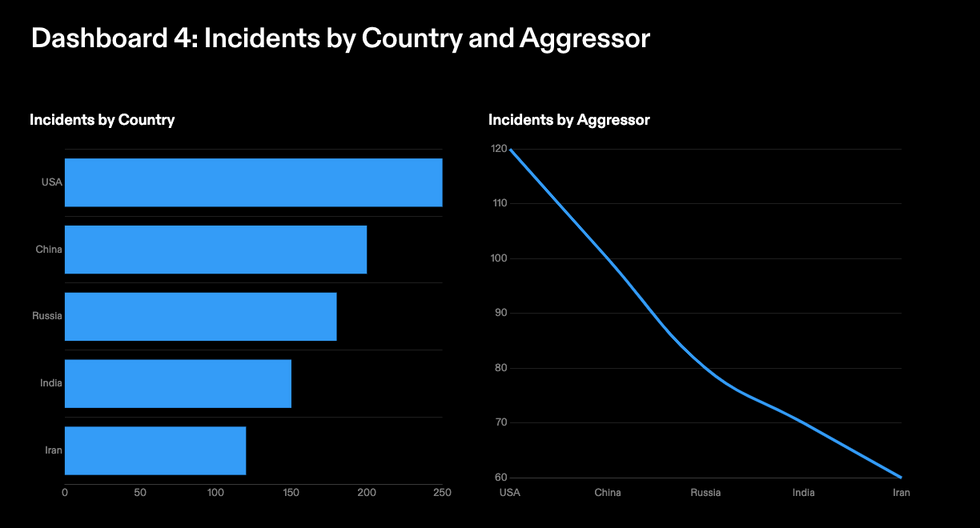 Dashboard 4: Incidents by Country and Aggressor
Incidents by Country
USA
China
Russia
India
Iran
0 50 100 150 200 250
Incidents by Aggressor
120
110
100
90
80
70
60
USA China Russia India Iran